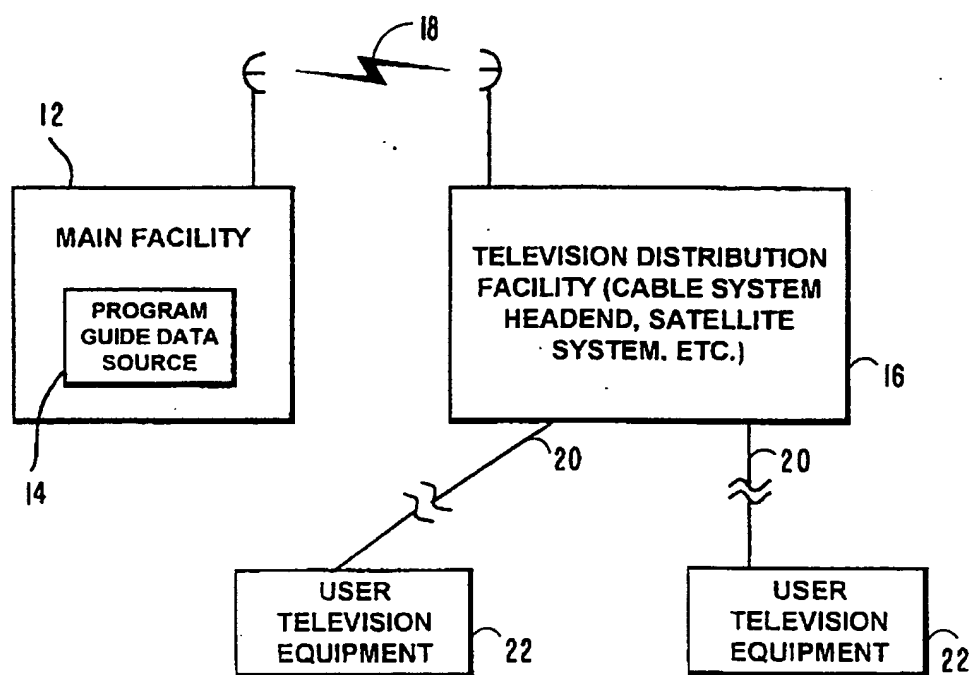 18
12
MAIN FACILITY
PROGRAM
GUIDE DATA
SOURCE
14
TELEVISION DISTRIBUTION
FACILITY (CABLE SYSTEM
HEADEND, SATELLITE
SYSTEM. ETC.)
16
20
20
USER
TELEVISION
EQUIPMENT
22
USER
TELEVISION
EQUIPMENT
22